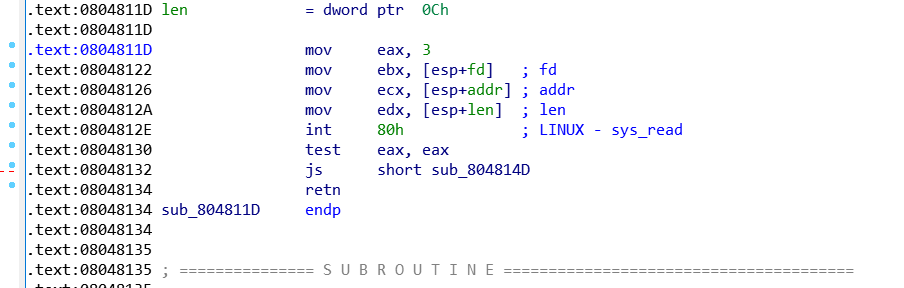 .text:0804811D len = dword ptr 0Ch
.text:0804811D
.text:0804811D mov eax, 3
.text:08048122 mov ebx, [esp+fd] ; fd
.text:08048126 mov ecx, [esp+addr] ; addr
.text:0804812A mov edx, [esp+len] ; len
.text:0804812E int 80h ; LINUX - sys_read
.text:08048130 test eax, eax
.text:08048132 js short sub_804814D
.text:08048134 retn
.text:08048134 sub_804811D endp
.text:08048134
.text:08048135
.text:08048135 ; =============== S U B R O U T I N E =======================================